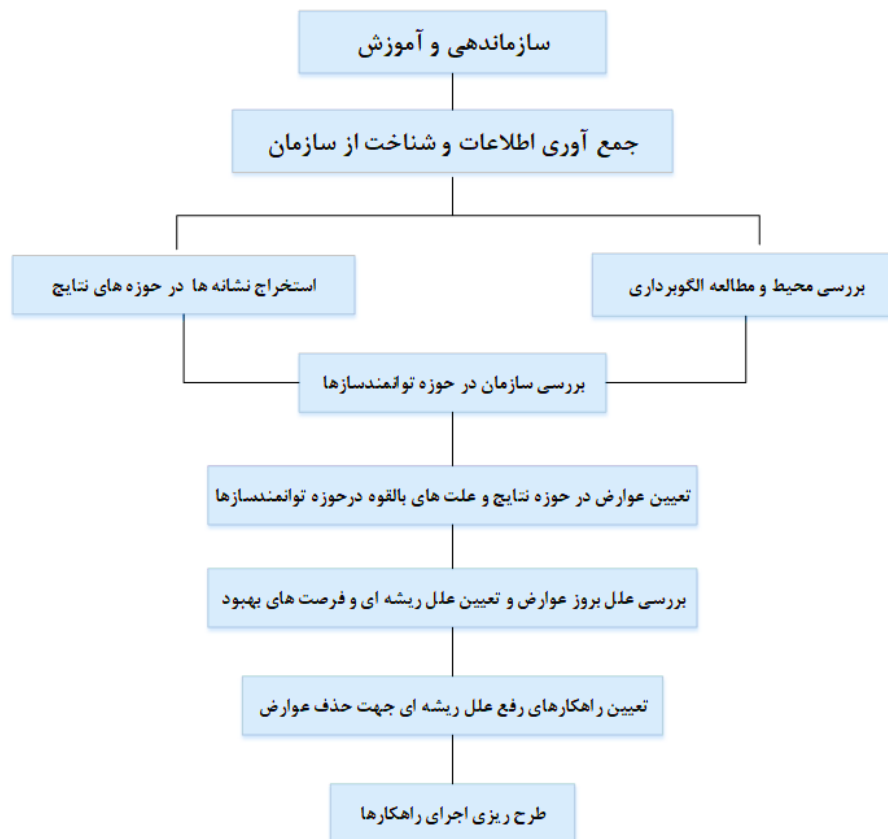 سازماندهی و آموزش
جمع آوری اطلاعات و شناخت از سازمان
بررسی محیط و مطالعه الگوبرداری
استخراج نشانه ها در حوزه های نتایج
بررسی سازمان در حوزه توانمندسازها
تعیین عوارض در حوزه نتایج و علت های بالقوه درحوزه توانمندسازها
بررسی علل بروز عوارض و تعیین علل ریشه ای و فرصت های بهبود
تعیین راهکارهای رفع علل ریشه ای جهت حذف عوارض
طرح ریزی اجرای راهکارها